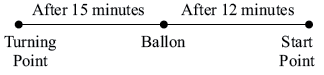 After 15 minutes After 12 minutes
Turning Ballon Start
Point Point